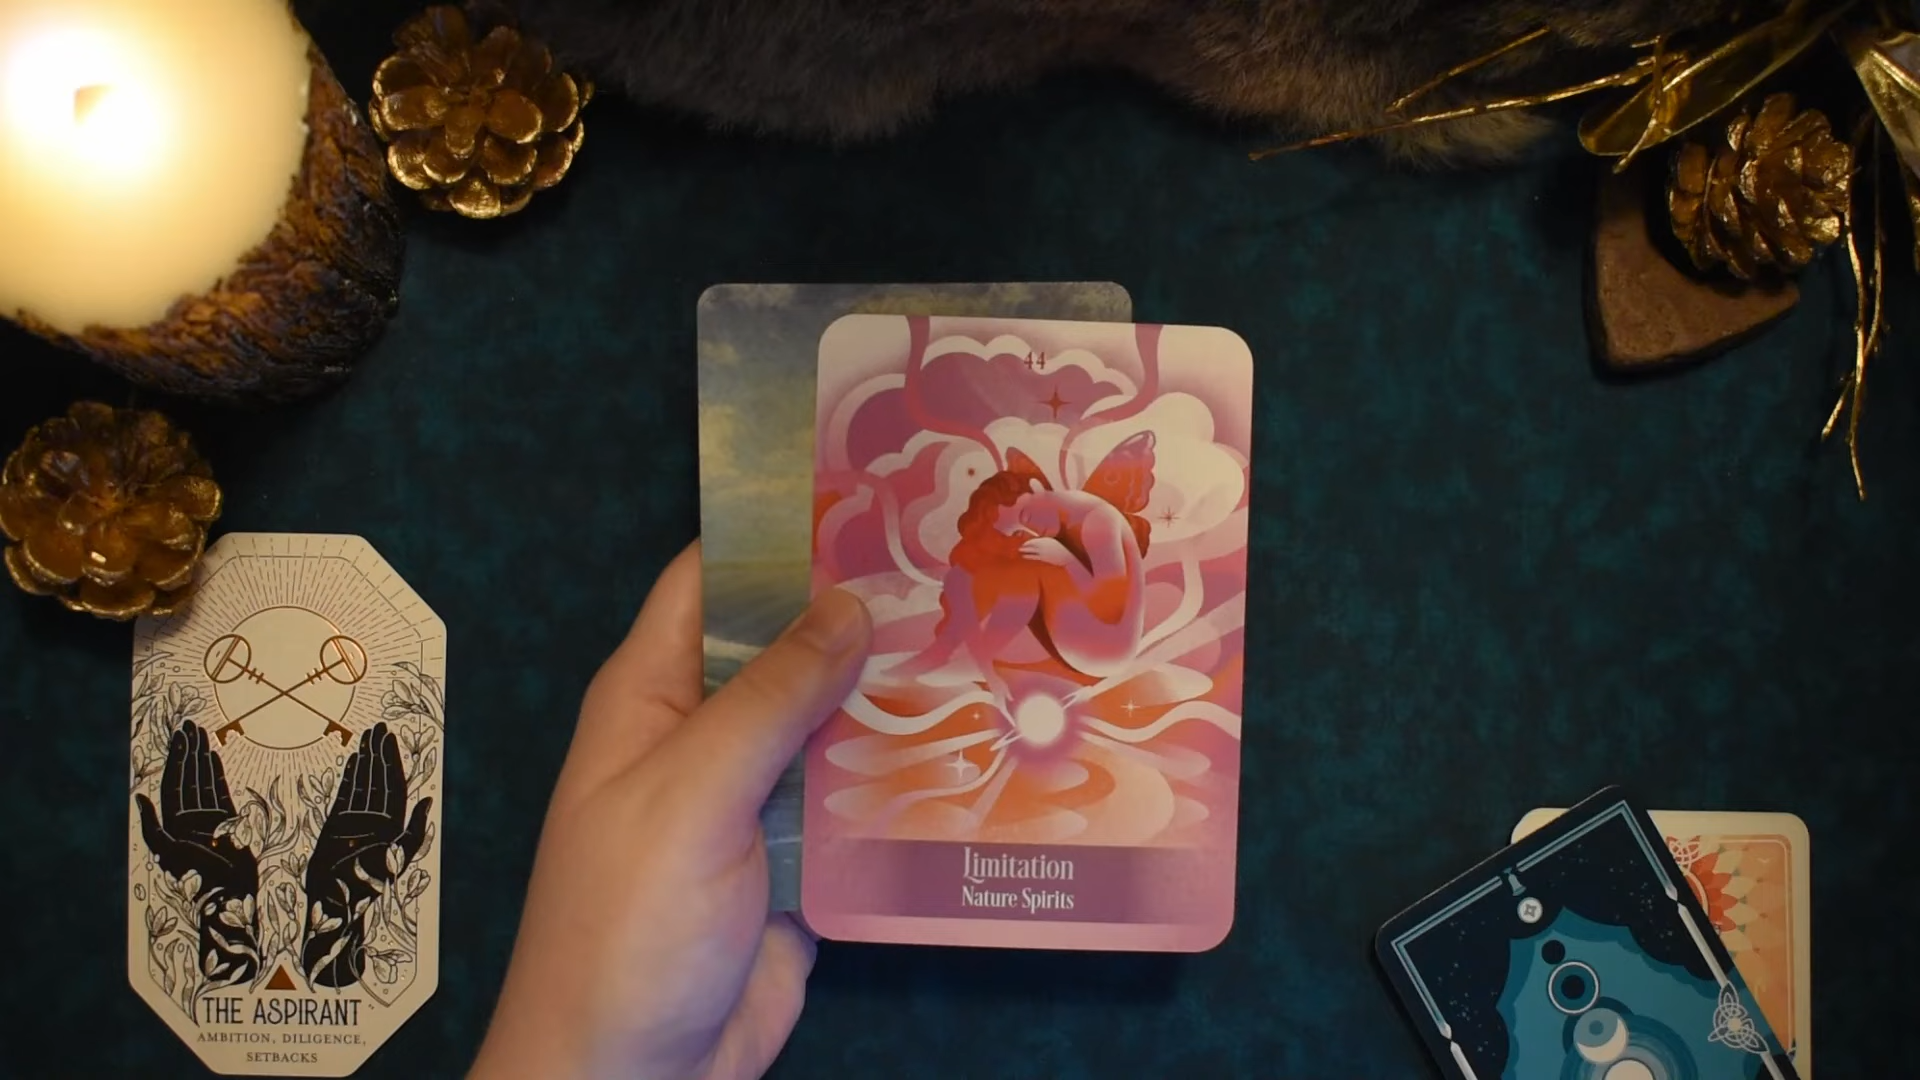 44
Limitation
Nature Spirits
THE ASPIRANT
AMBITION, DILIGENCE,
SETBACKS